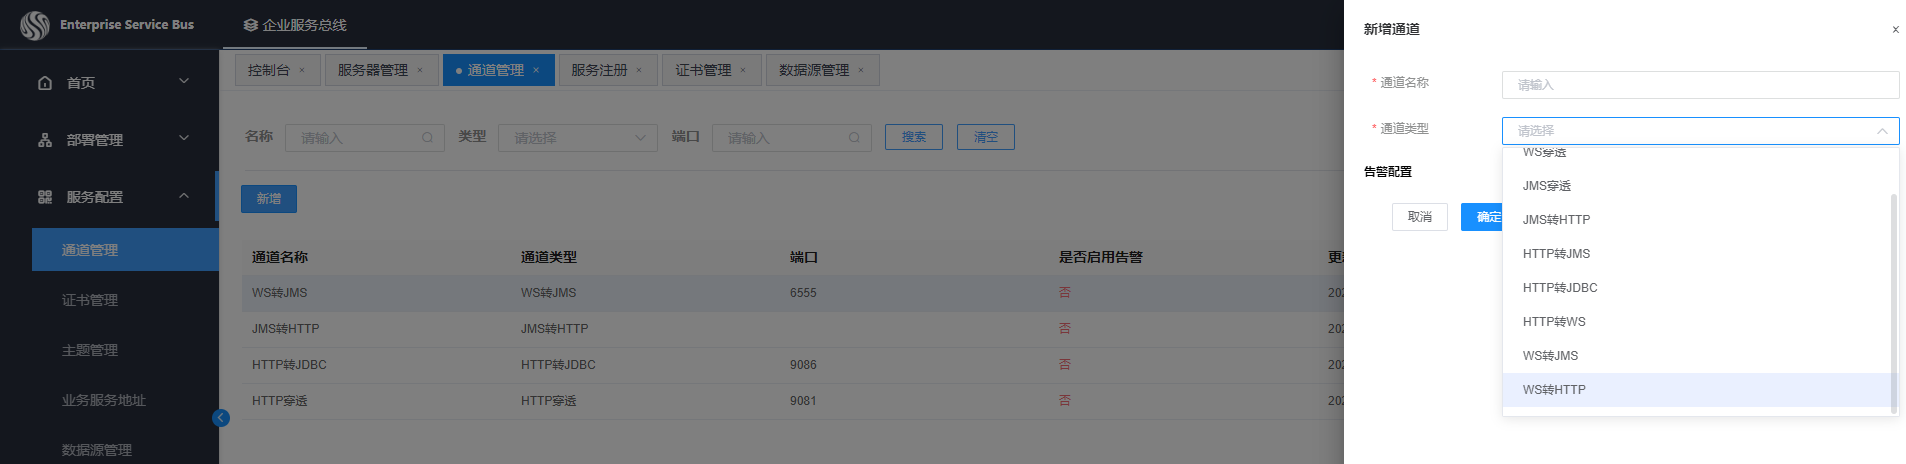 Enterprise Service Bus
企业服务总线
首页
部署管理
服务配置
通道管理
证书管理
主题管理
业务服务地址
数据源管理
控制台 ×
服务器管理 ×
通道管理 ×
服务注册 ×
证书管理 ×
数据源管理 ×
名称 请输入 类型 请选择 端口 请输入 搜索 清空
新增
通道名称 通道类型 端口 是否启用告警
WS转JMS WS转JMS 6555 否 202
JMS转HTTP JMS转HTTP 否 202
HTTP转JDBC HTTP转JDBC 9086 否 202
HTTP穿透 HTTP穿透 9081 否 202
新增通道 ×
* 通道名称 请输入
* 通道类型 请选择
告警配置
取消 确定
WS穿透
JMS穿透
JMS转HTTP
HTTP转JMS
HTTP转JDBC
HTTP转WS
WS转JMS
WS转HTTP